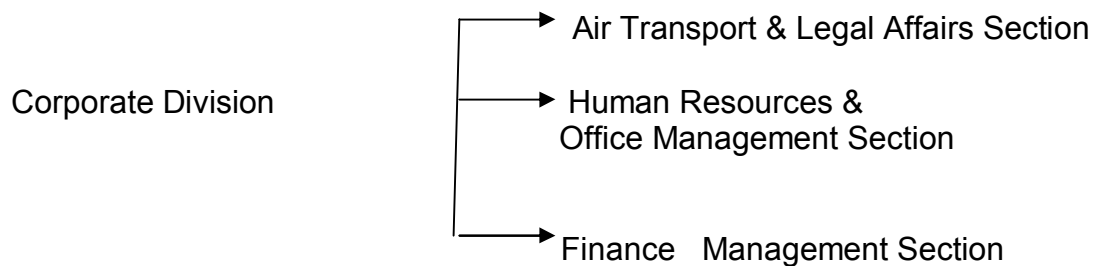 Air Transport & Legal Affairs Section
Corporate Division
Human Resources &
Office Management Section
Finance Management Section